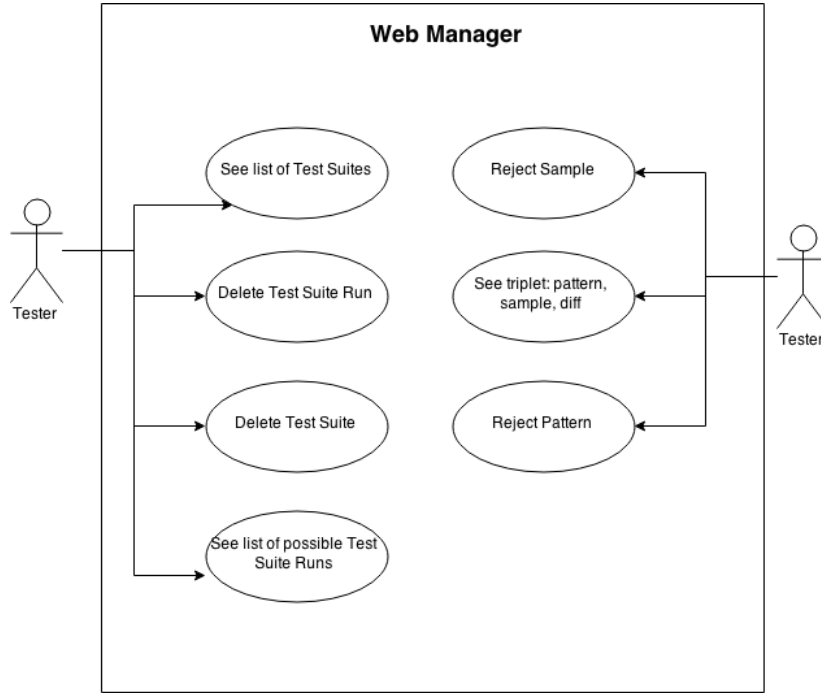 Web Manager
See list of Test Suites
Reject Sample
Delete Test Suite Run
See triplet: pattern,
sample, diff
Tester
Tester
Delete Test Suite
Reject Pattern
See list of possible Test
Suite Runs